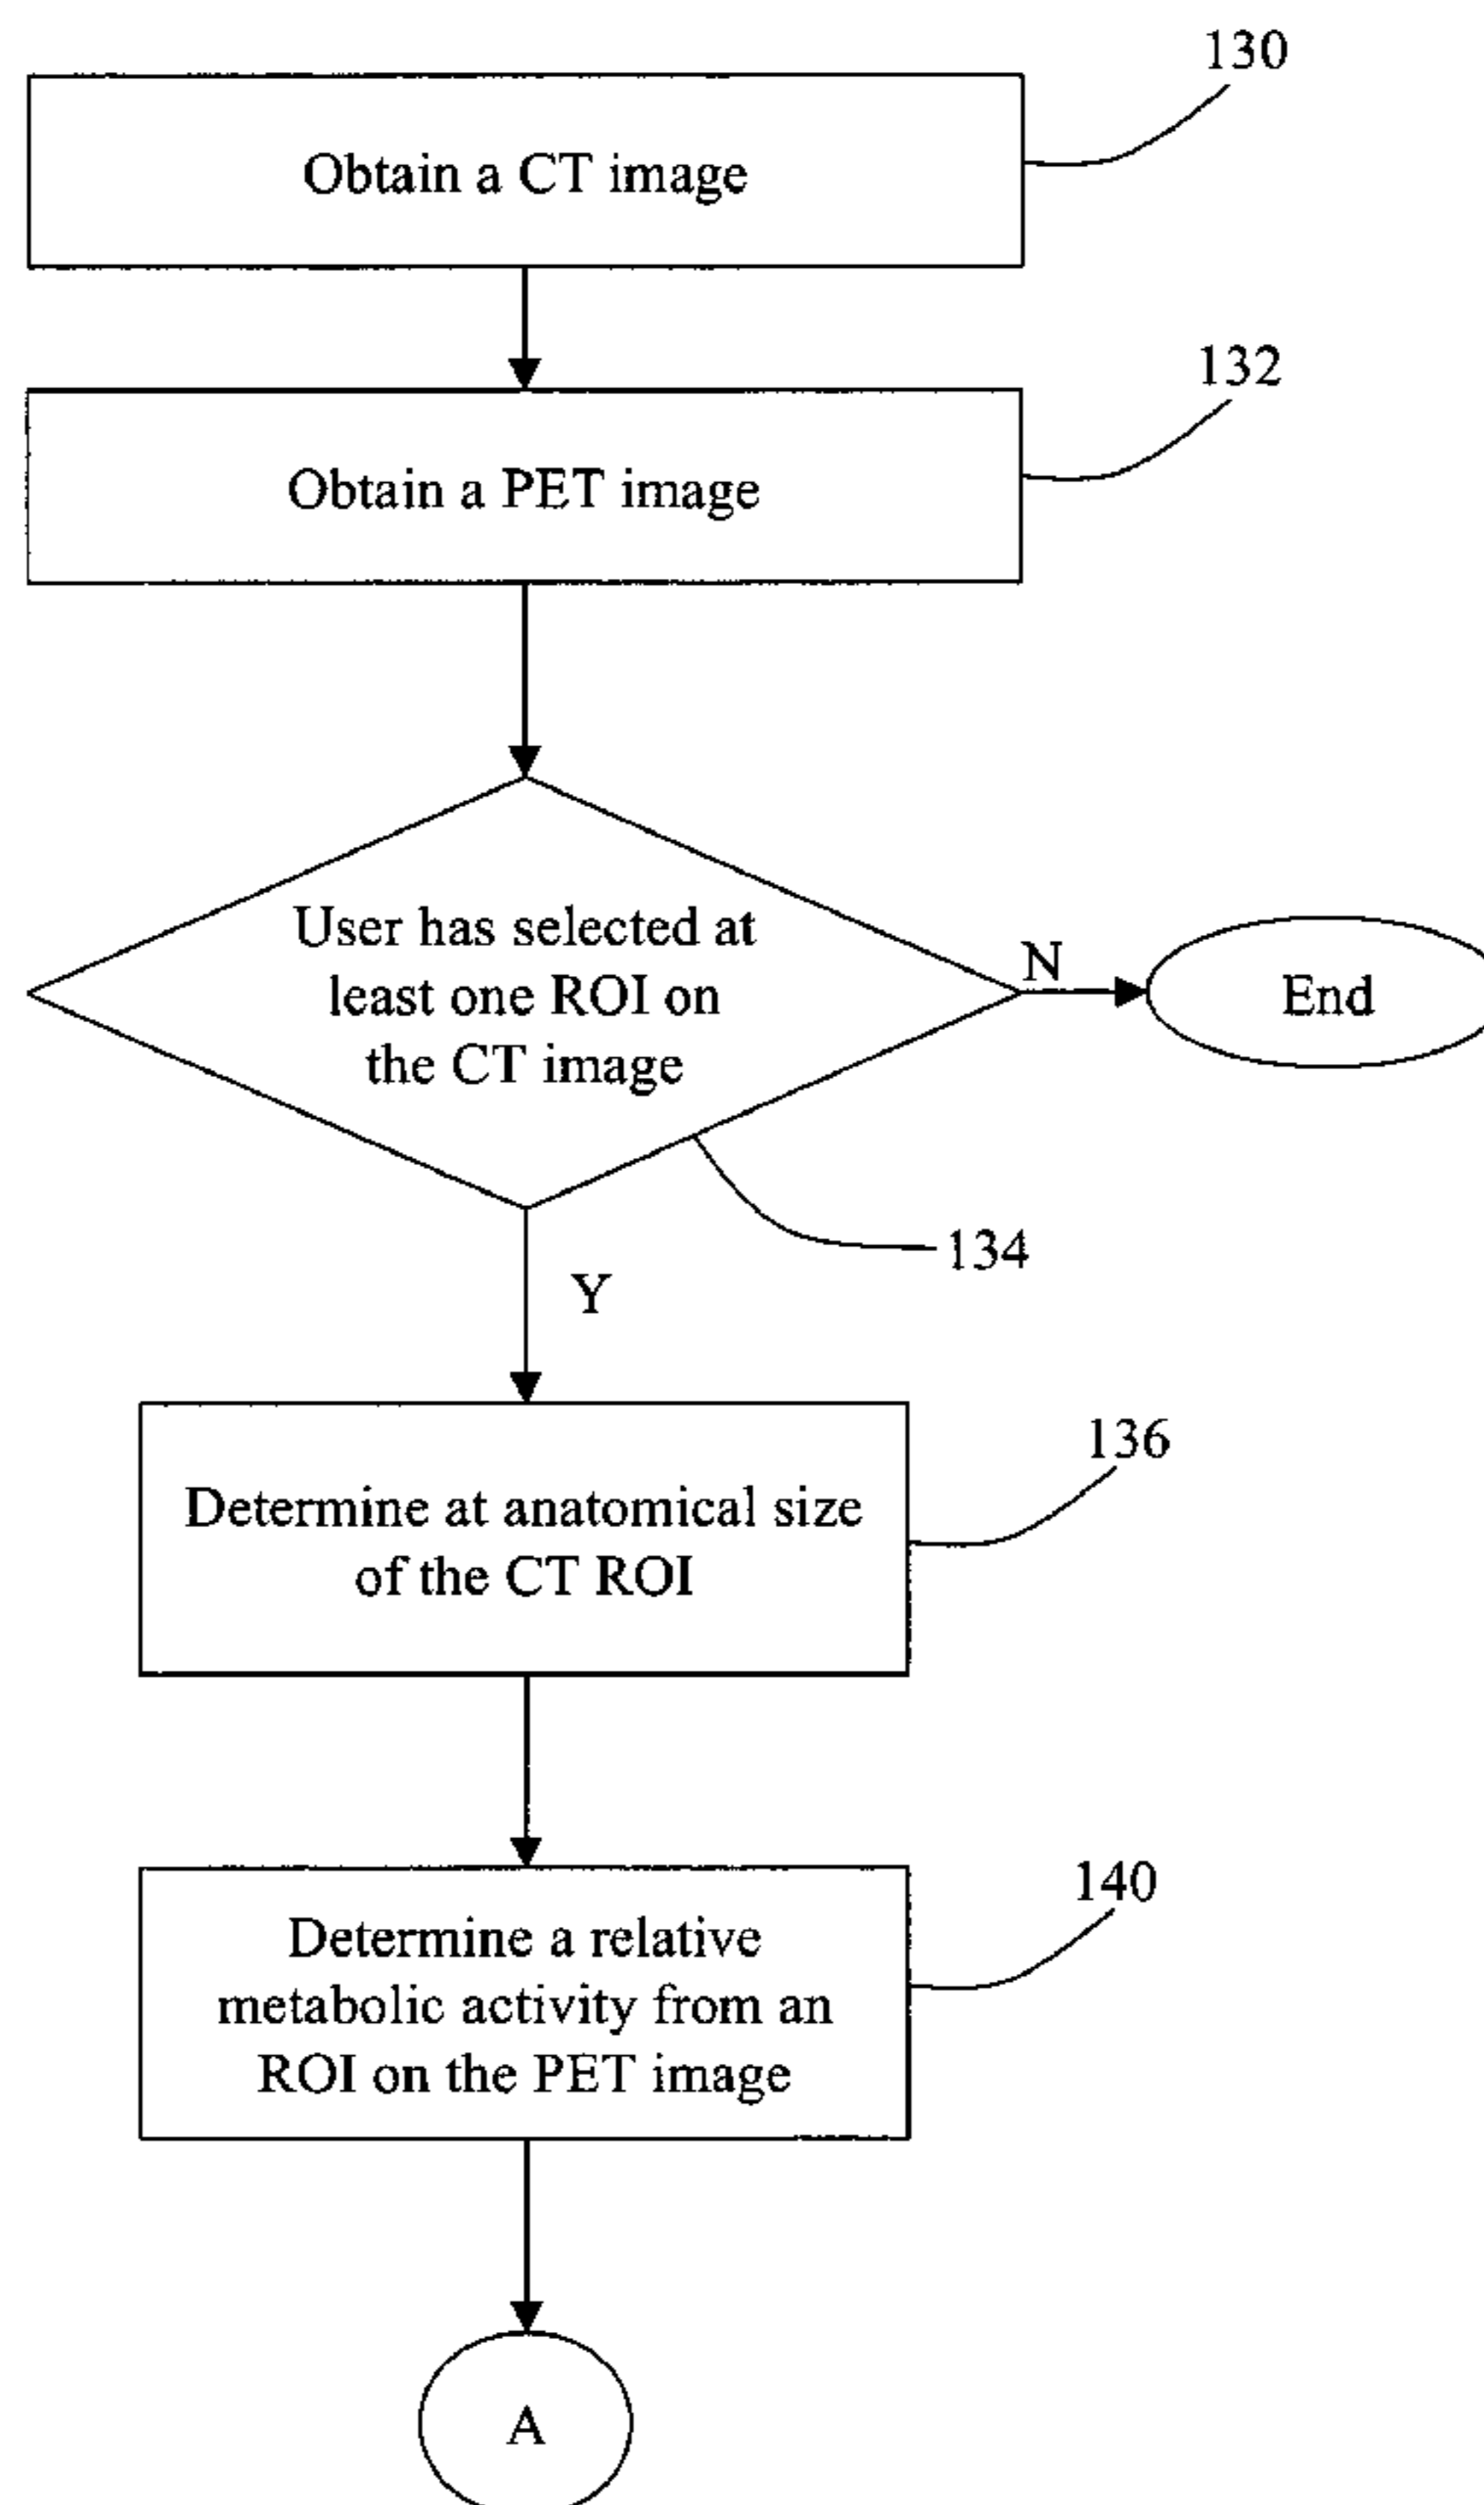 130
Obtain a CT image
132
Obtain a PET image
User has selected at
least one ROI on
the CT image
N
End
134
Y
136
Determine at anatomical size
of the CT ROI
140
Determine a relative
metabolic activity from an
ROI on the PET image
A